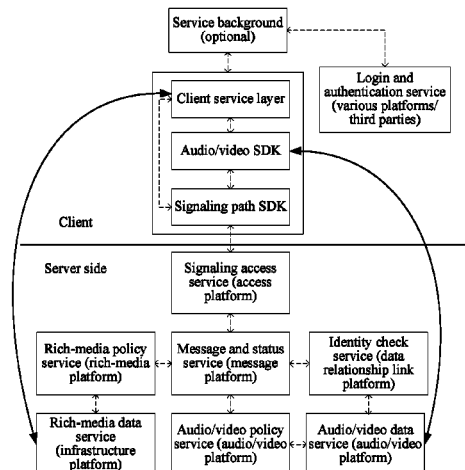 Service background
(optional)
Login and
authentication service
(various platforms/
third parties)
Client service layer
Audio/video SDK
Signaling path SDK
Client
Server side
Signaling access
service (access
platform)
Rich-media policy
service (rich-media
platform)
Message and status
service (message
platform)
Identity check
service (data
relationship link
platform)
Rich-media data
service
(infrastructure
platform)
Audio/video policy
service (audio/video
platform)
Audio/video data
service (audio/video
platform)